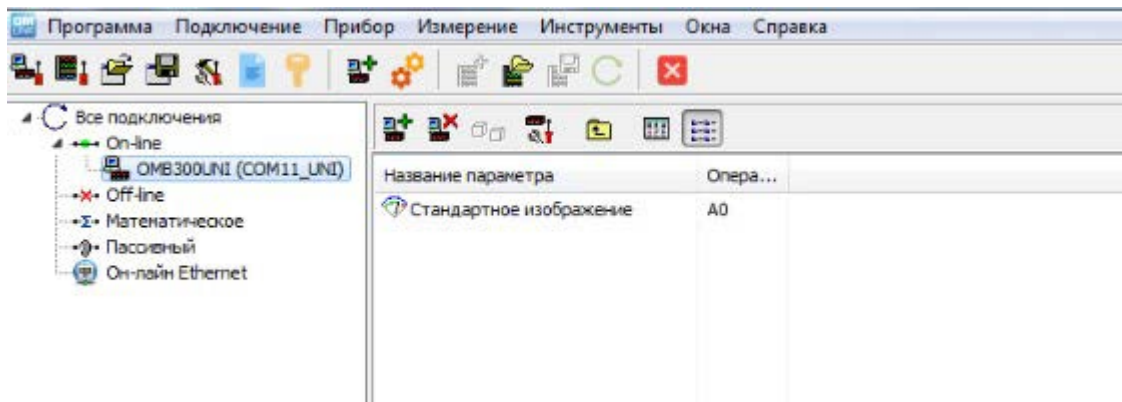 Программа Подключение Прибор Измерение Инструменты Окна Справка
Все подключения
On-line
OMB300UNI (COM11_UNI)
Off-line
Математическое
Пассивный
Он-лайн Ethernet
Название параметра Опера...
Стандартное изображение A0